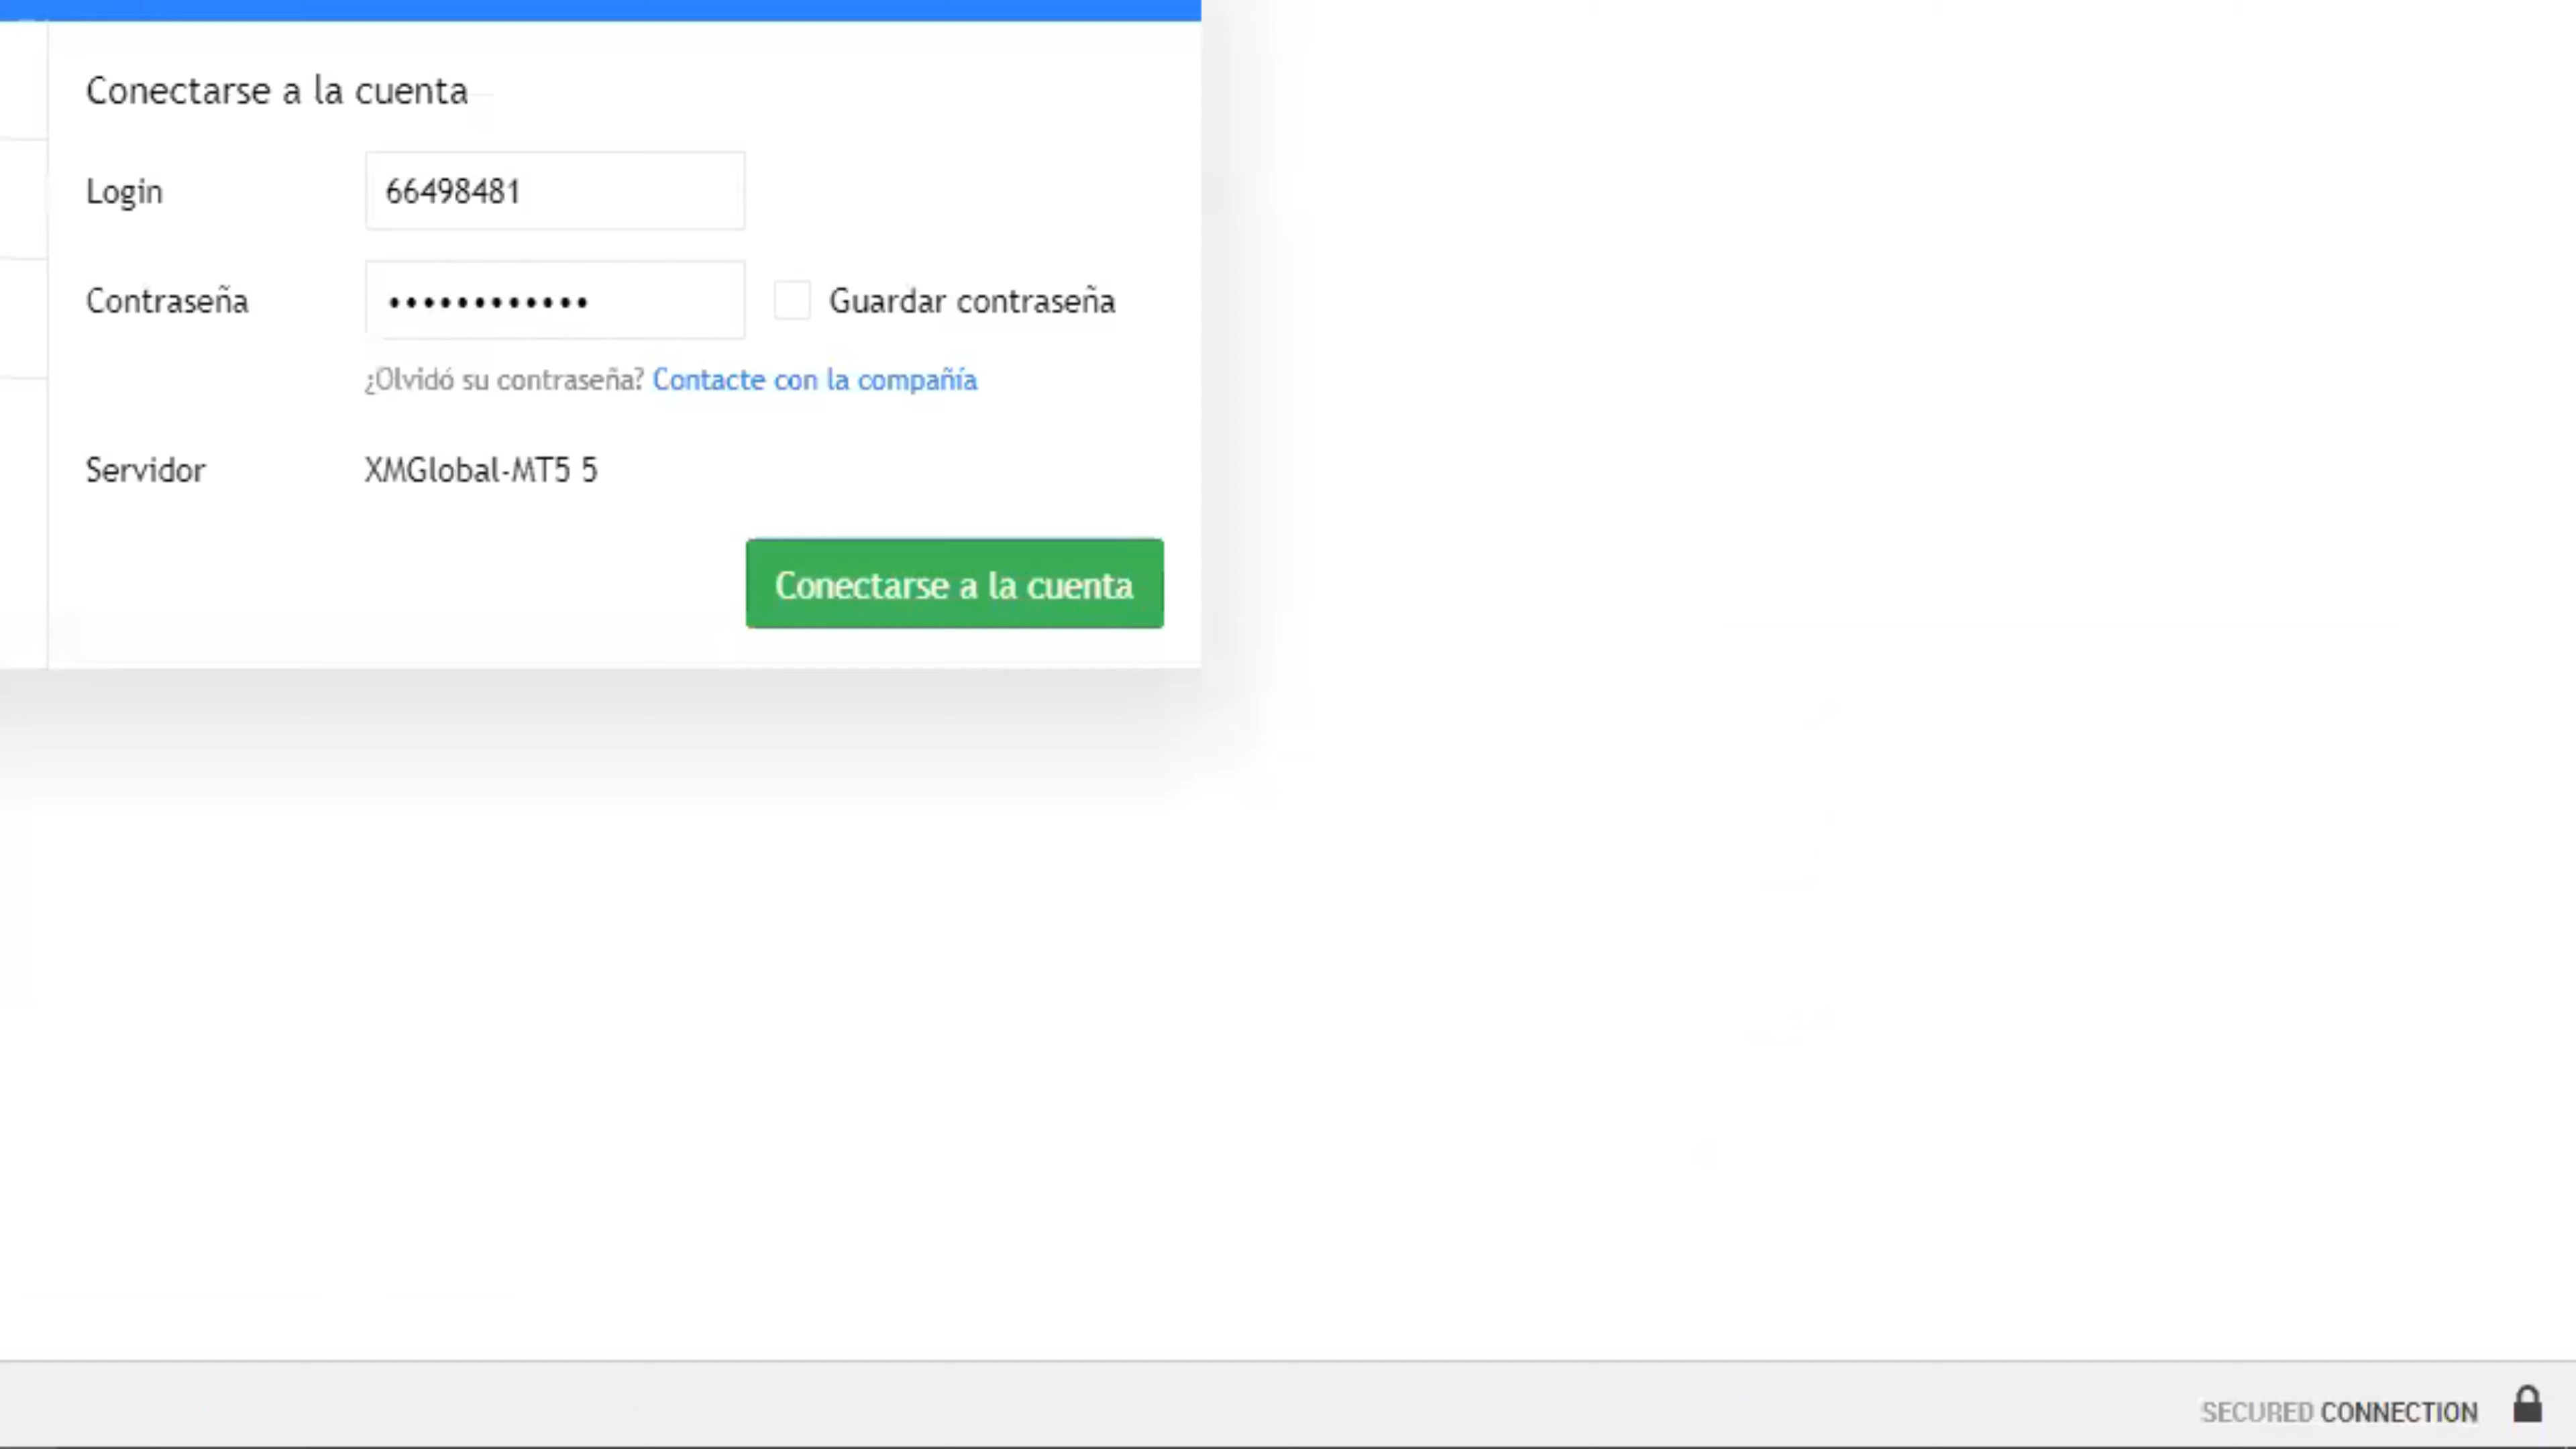 Conectarse a la cuenta
Login 66498481
Contraseña •••••••••••• Guardar contraseña
¿Olvidó su contraseña? Contacte con la compañía
Servidor XMGlobal-MT5 5
Conectarse a la cuenta
SECURED CONNECTION